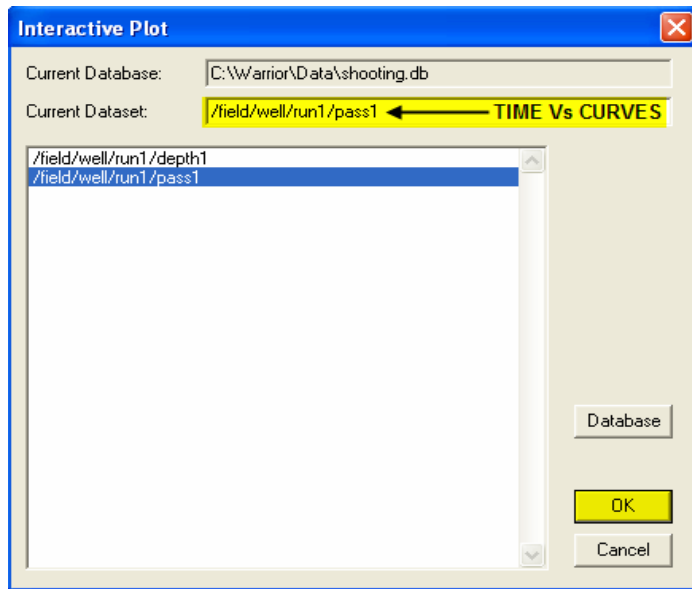 Interactive Plot
Current Database: C:\Warrior\Data\shooting.db
Current Dataset: /field/well/run1/pass1 TIME Vs CURVES
/field/well/run1/depth1
/field/well/run1/pass1
Database
OK
Cancel